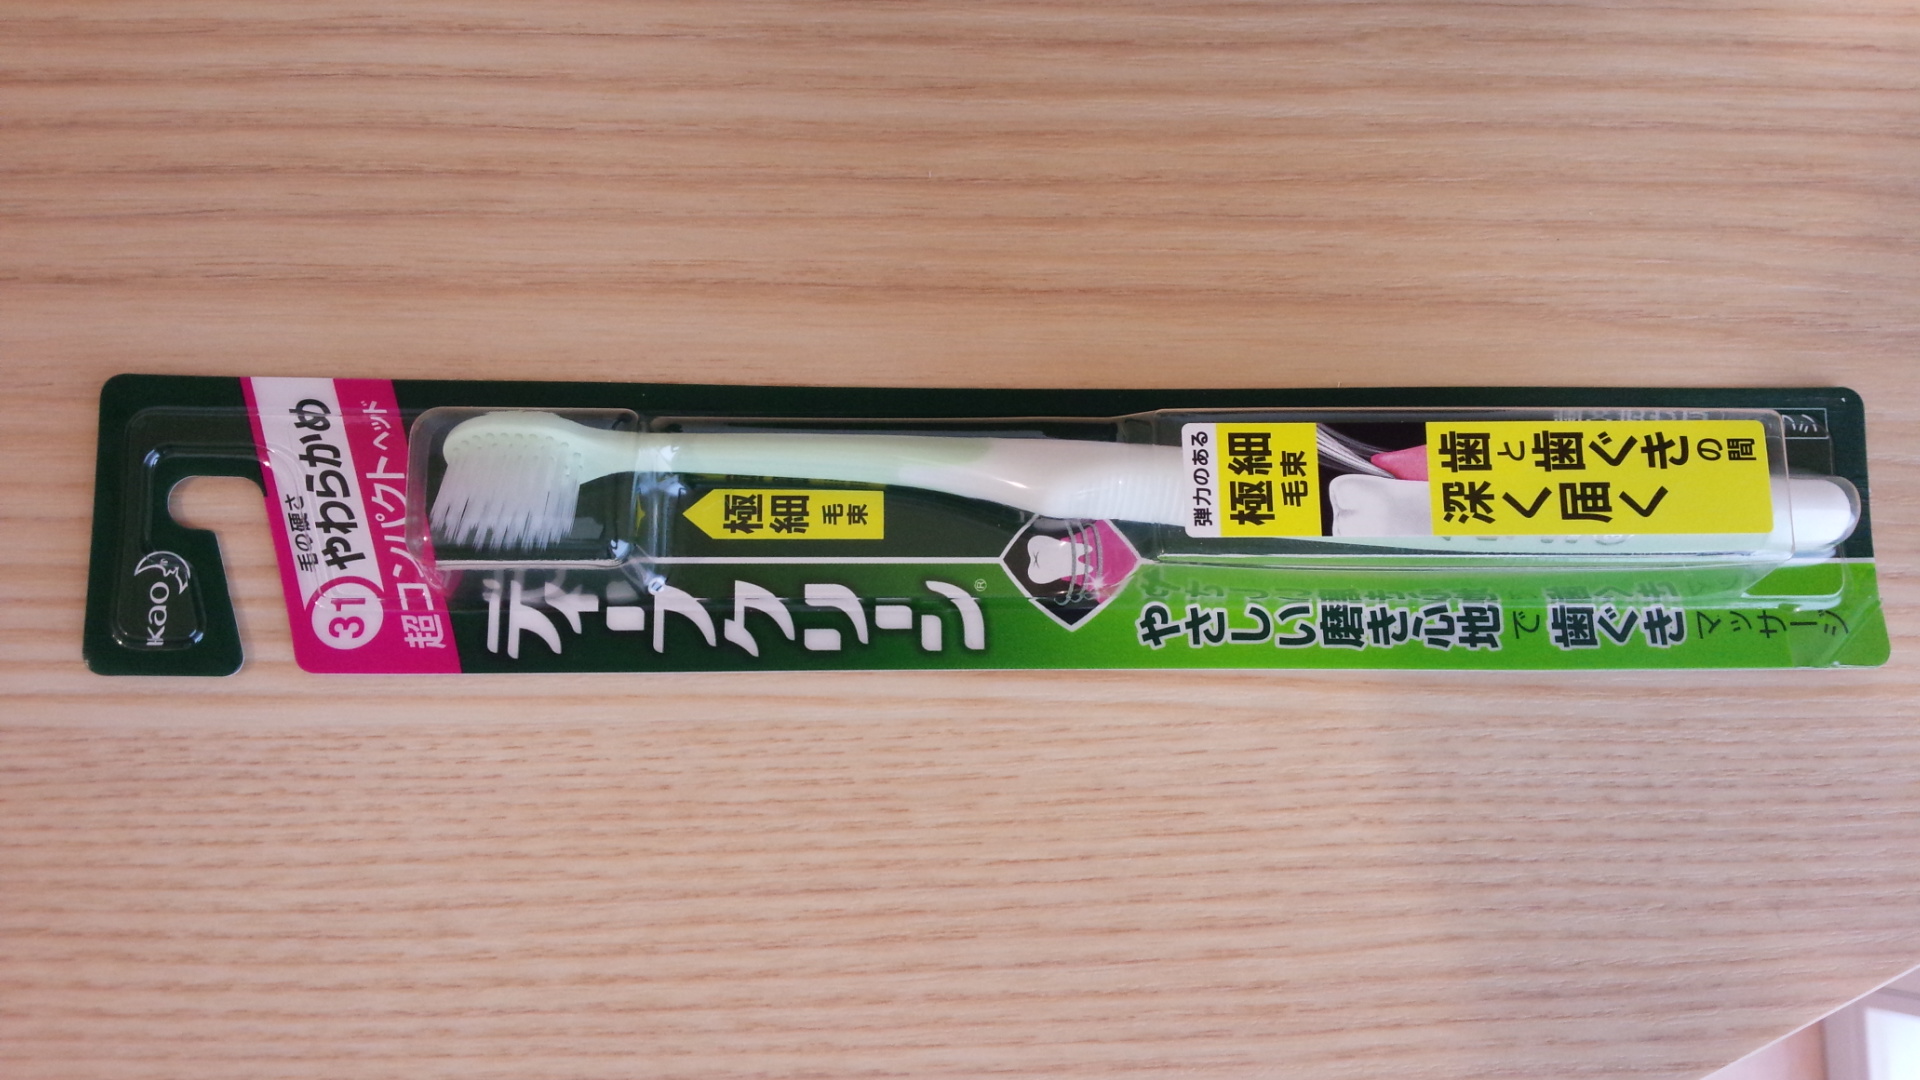 kao
毛の硬さ
31 やわらかめ
超コンパクトヘッド
極細
毛束
ディープクリーン®
弾力のある
極細
毛束
歯と歯ぐきの間
深く届く
やさしい磨き心地で歯ぐきマッサージ